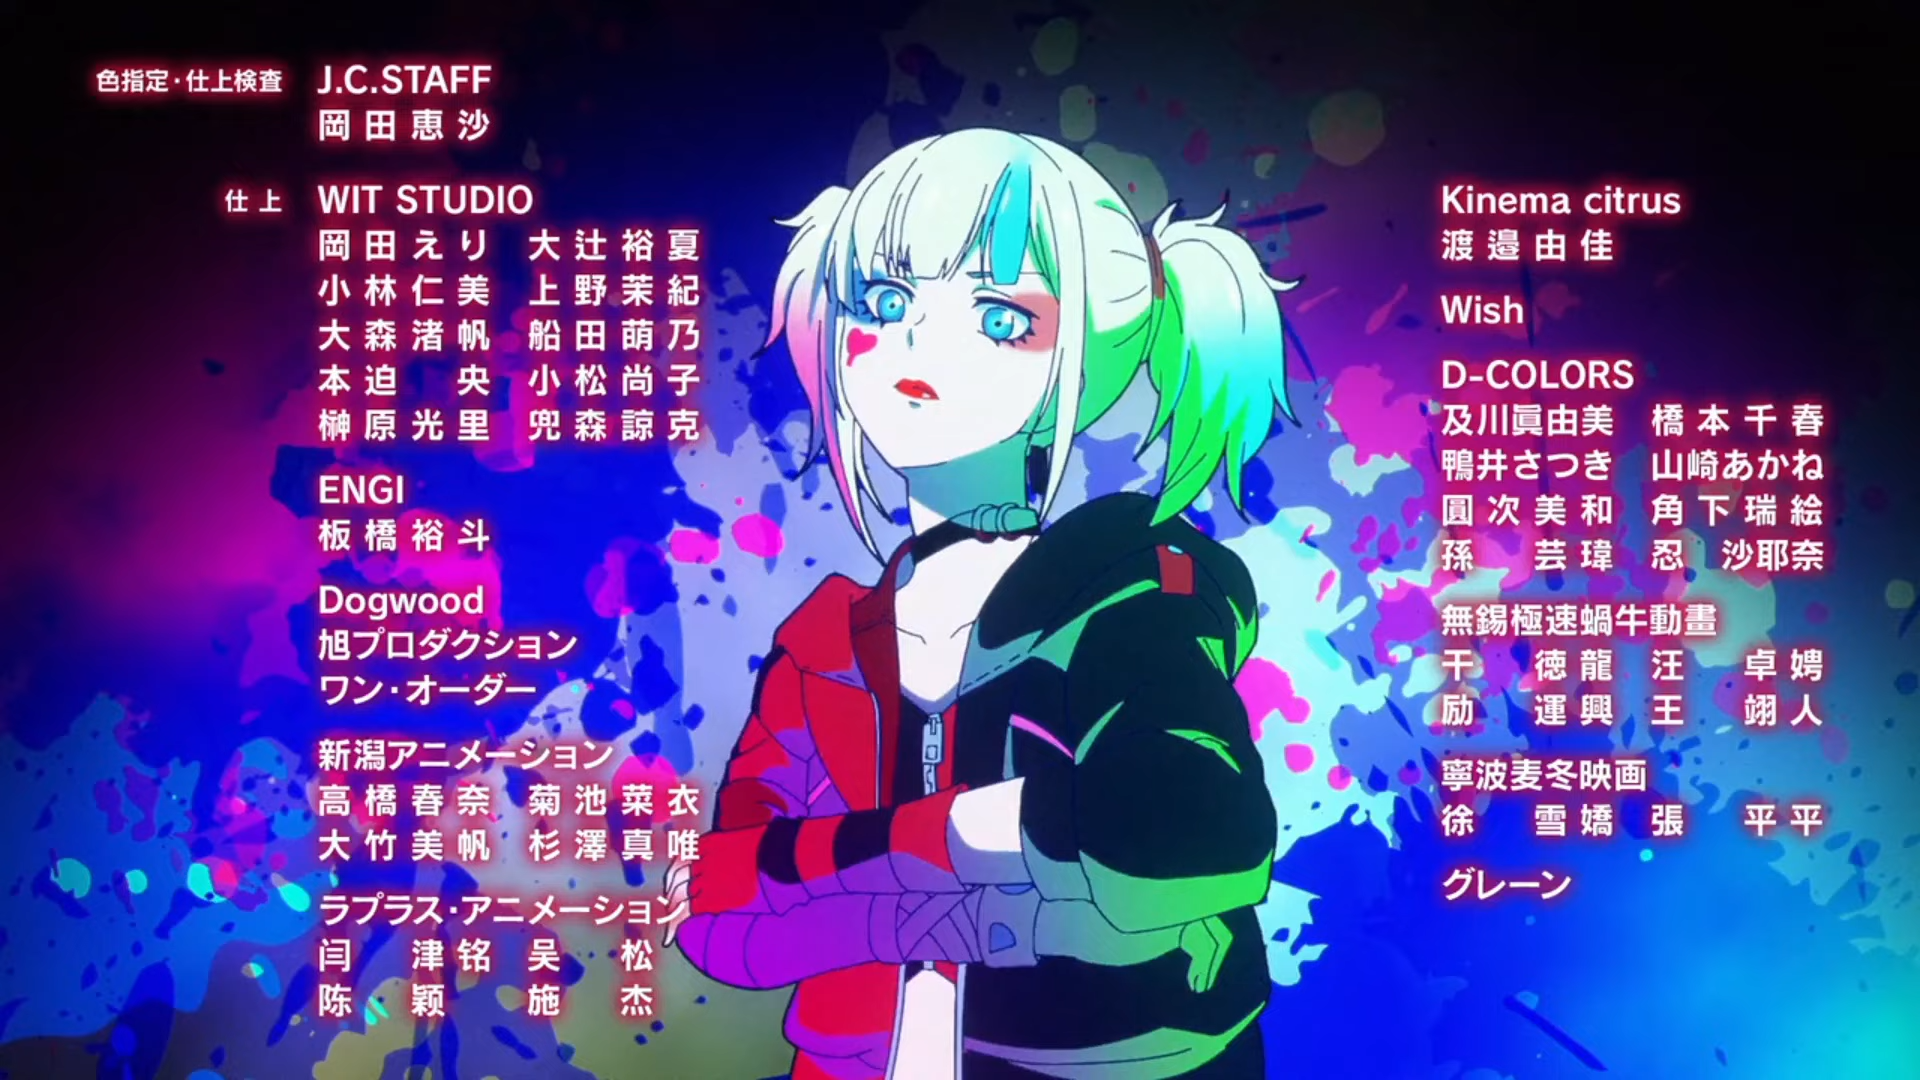 色指定・仕上検査 J.C.STAFF
岡田恵沙
仕上 WIT STUDIO
岡田えり 大辻裕夏
小林仁美 上野茉紀
大森渚帆 船田萌乃
本迫 央 小松尚子
榊原光里 兜森諒克
ENGI
板橋裕斗
Dogwood
旭プロダクション
ワン・オーダー
新潟アニメーション
高橋春奈 菊池菜衣
大竹美帆 杉澤真唯
ラプラス・アニメーション
闫 津铭 吴 松
陈 颖 施 杰
Kinema citrus
渡邉由佳
Wish
D-COLORS
及川眞由美 橋本千春
鴨井さつき 山崎あかね
圓次美和 角下瑞絵
孫 芸瑋 忍 沙耶奈
無錫極速蝸牛動畫
干 徳龍 汪 卓娉
励 運興 王 翊人
寧波麦冬映画
徐 雪嬌 張 平平
グレーン